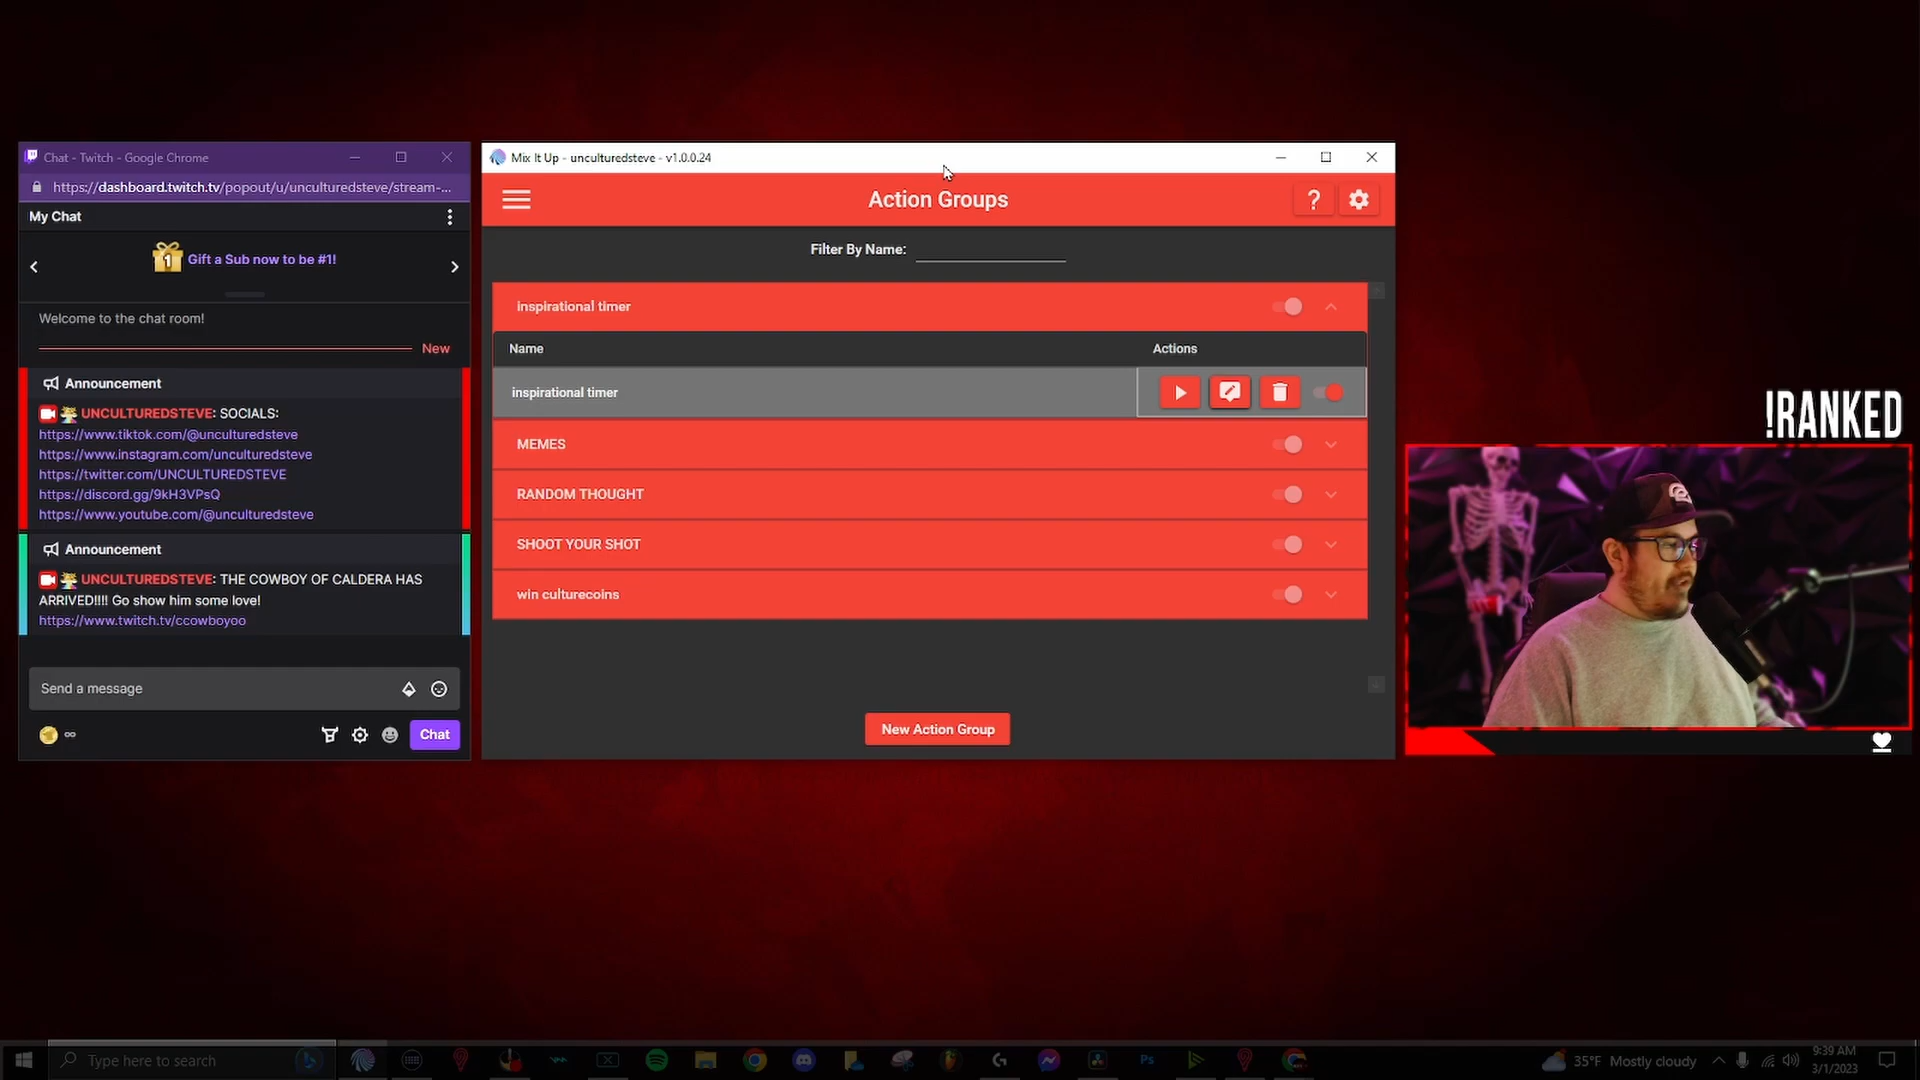 Chat - Twitch - Google Chrome
https://dashboard.twitch.tv/popout/u/unculturedsteve/stream-...
My Chat
1
Gift a Sub now to be #1!
Welcome to the chat room!
New
Announcement
UNCULTUREDSTEVE: SOCIALS:
https://www.tiktok.com/@unculturedsteve
https://www.instagram.com/unculturedsteve
https://twitter.com/UNCULTUREDSTEVE
https://discord.gg/9kH3VPsQ
https://www.youtube.com/@unculturedsteve
Announcement
UNCULTUREDSTEVE: THE COWBOY OF CALDERA HAS
ARRIVED!!!! Go show him some love!
https://www.twitch.tv/ccowboyoo
Send a message
∞
Chat
Mix It Up - unculturedsteve - v1.0.0.24
Action Groups
?
Filter By Name:
inspirational timer
Name
Actions
inspirational timer
MEMES
RANDOM THOUGHT
SHOOT YOUR SHOT
win culturecoins
New Action Group
!RANKED
Type here to search
Ps
35°F Mostly cloudy
9:39 AM
3/1/2023